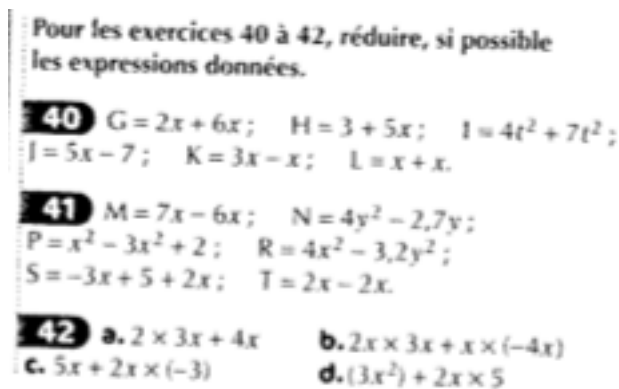 Pour les exercices 40 à 42, réduire, si possible
les expressions données.
40 G = 2x + 6x ; H = 3 + 5x ; I = 4t² + 7t² ;
J = 5x – 7 ; K = 3x – x ; L = x + x.
41 M = 7x – 6x ; N = 4y² – 2,7y ;
P = x² – 3x² + 2 ; R = 4x² – 3,2y² ;
S = –3x + 5 + 2x ; T = 2x – 2x.
42 a. 2 × 3x + 4x b. 2x × 3x + x × (–4x)
c. 5x + 2x × (–3) d. (3x²) + 2x × 5